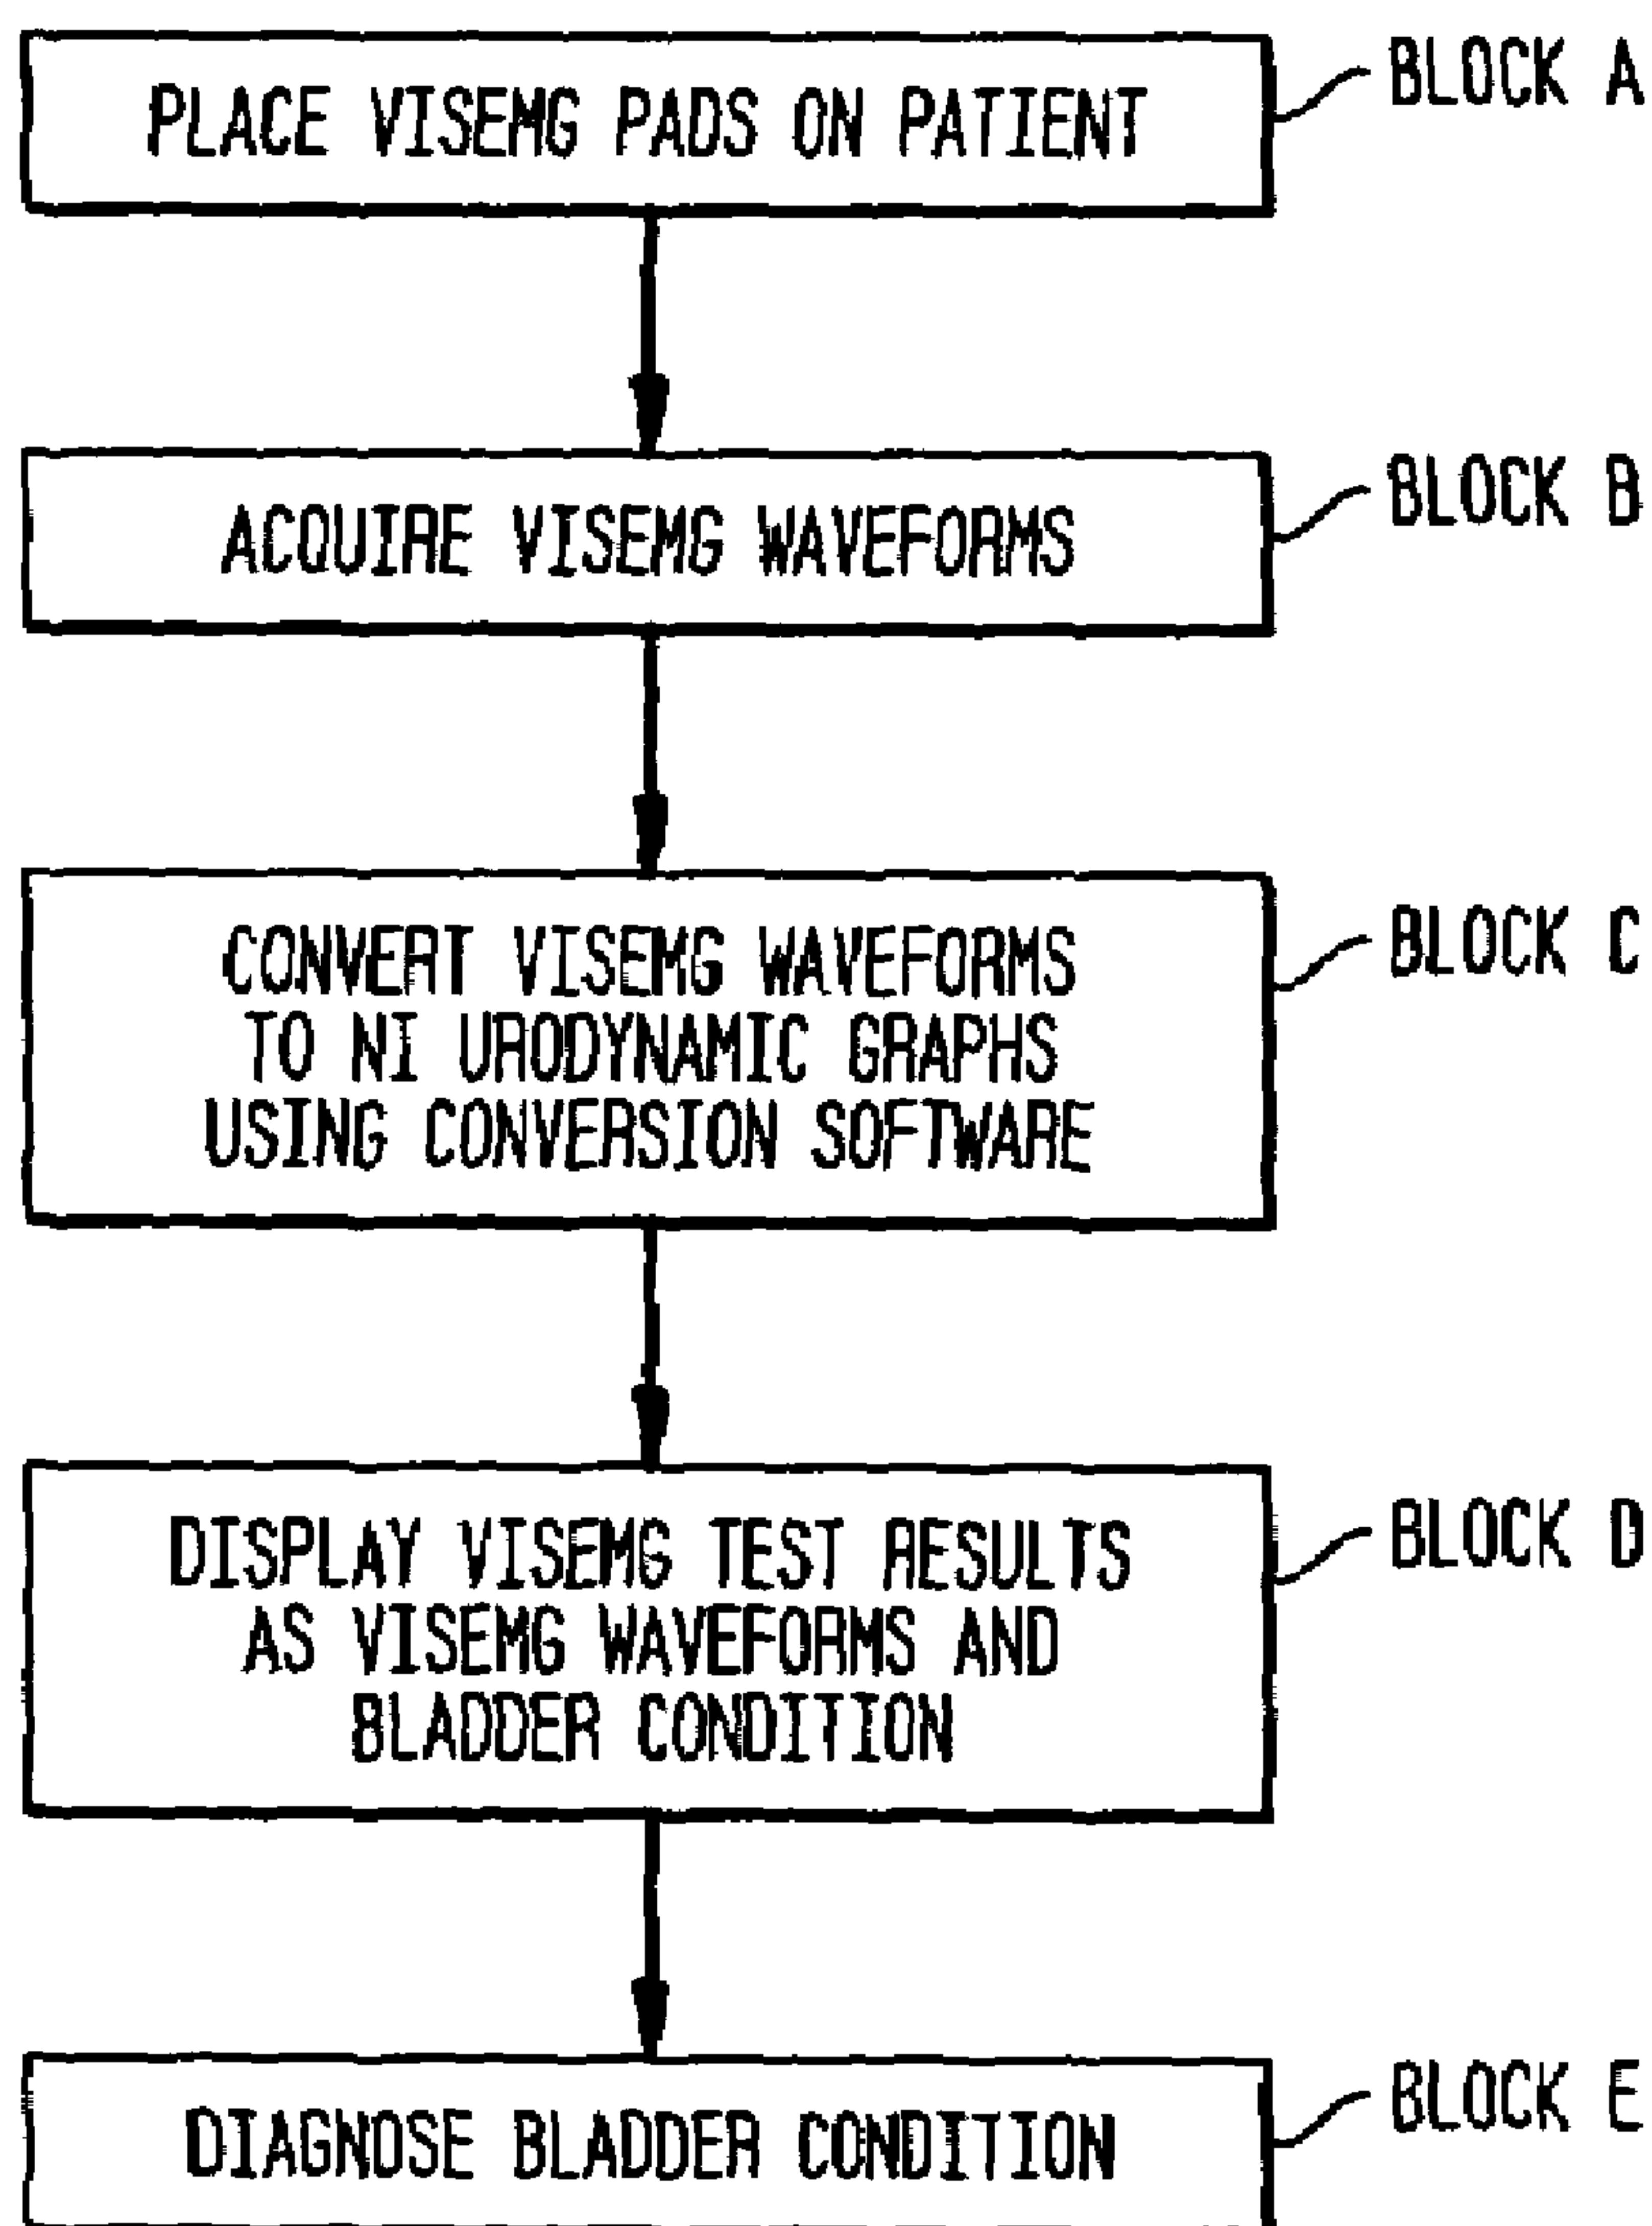 PLACE VISEMG PADS ON PATIENT
BLOCK A
ACQUIRE VISEMG WAVEFORMS
BLOCK B
CONVERT VISEMG WAVEFORMS
TO NI URODYNAMIC GRAPHS
USING CONVERSION SOFTWARE
BLOCK C
DISPLAY VISEMG TEST RESULTS
AS VISEMG WAVEFORMS AND
BLADDER CONDITION
BLOCK D
DIAGNOSE BLADDER CONDITION
BLOCK E